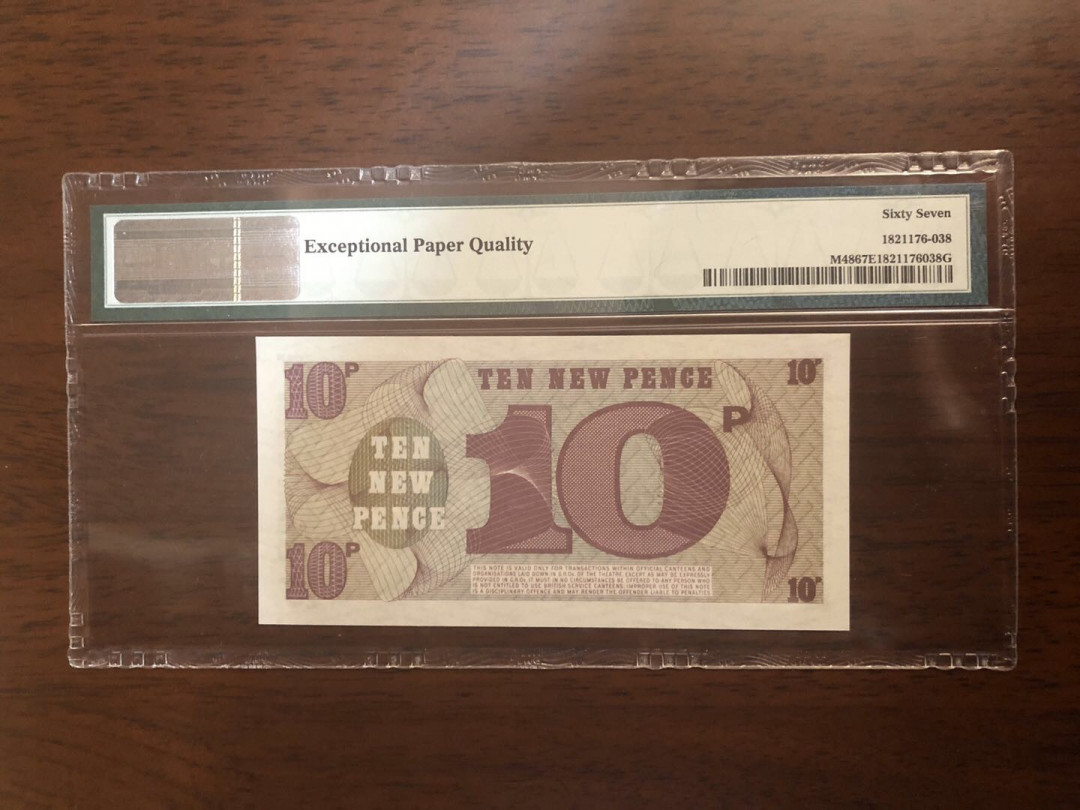 Exceptional Paper Quality
Sixty Seven
1821176-038
M4867E1821176038G
10P
TEN NEW PENCE
10P
TEN
NEW
PENCE
10P
10P
THIS NOTE IS VALID ONLY FOR TRANSACTIONS WITHIN OFFICIAL CANTEENS AND
ORGANISATIONS LAID DOWN IN G.R.Os. OF THE THEATRE. EXCEPT AS MAY BE EXPRESSLY
PROVIDED IN G.R.Os. IT MUST IN NO CIRCUMSTANCES BE OFFERED TO ANY PERSON WHO
IS NOT ENTITLED TO USE BRITISH SERVICE CANTEENS. IMPROPER USE OF THIS NOTE
IS A DISCIPLINARY OFFENCE AND MAY RENDER THE OFFENDER LIABLE TO PENALTIES
10P